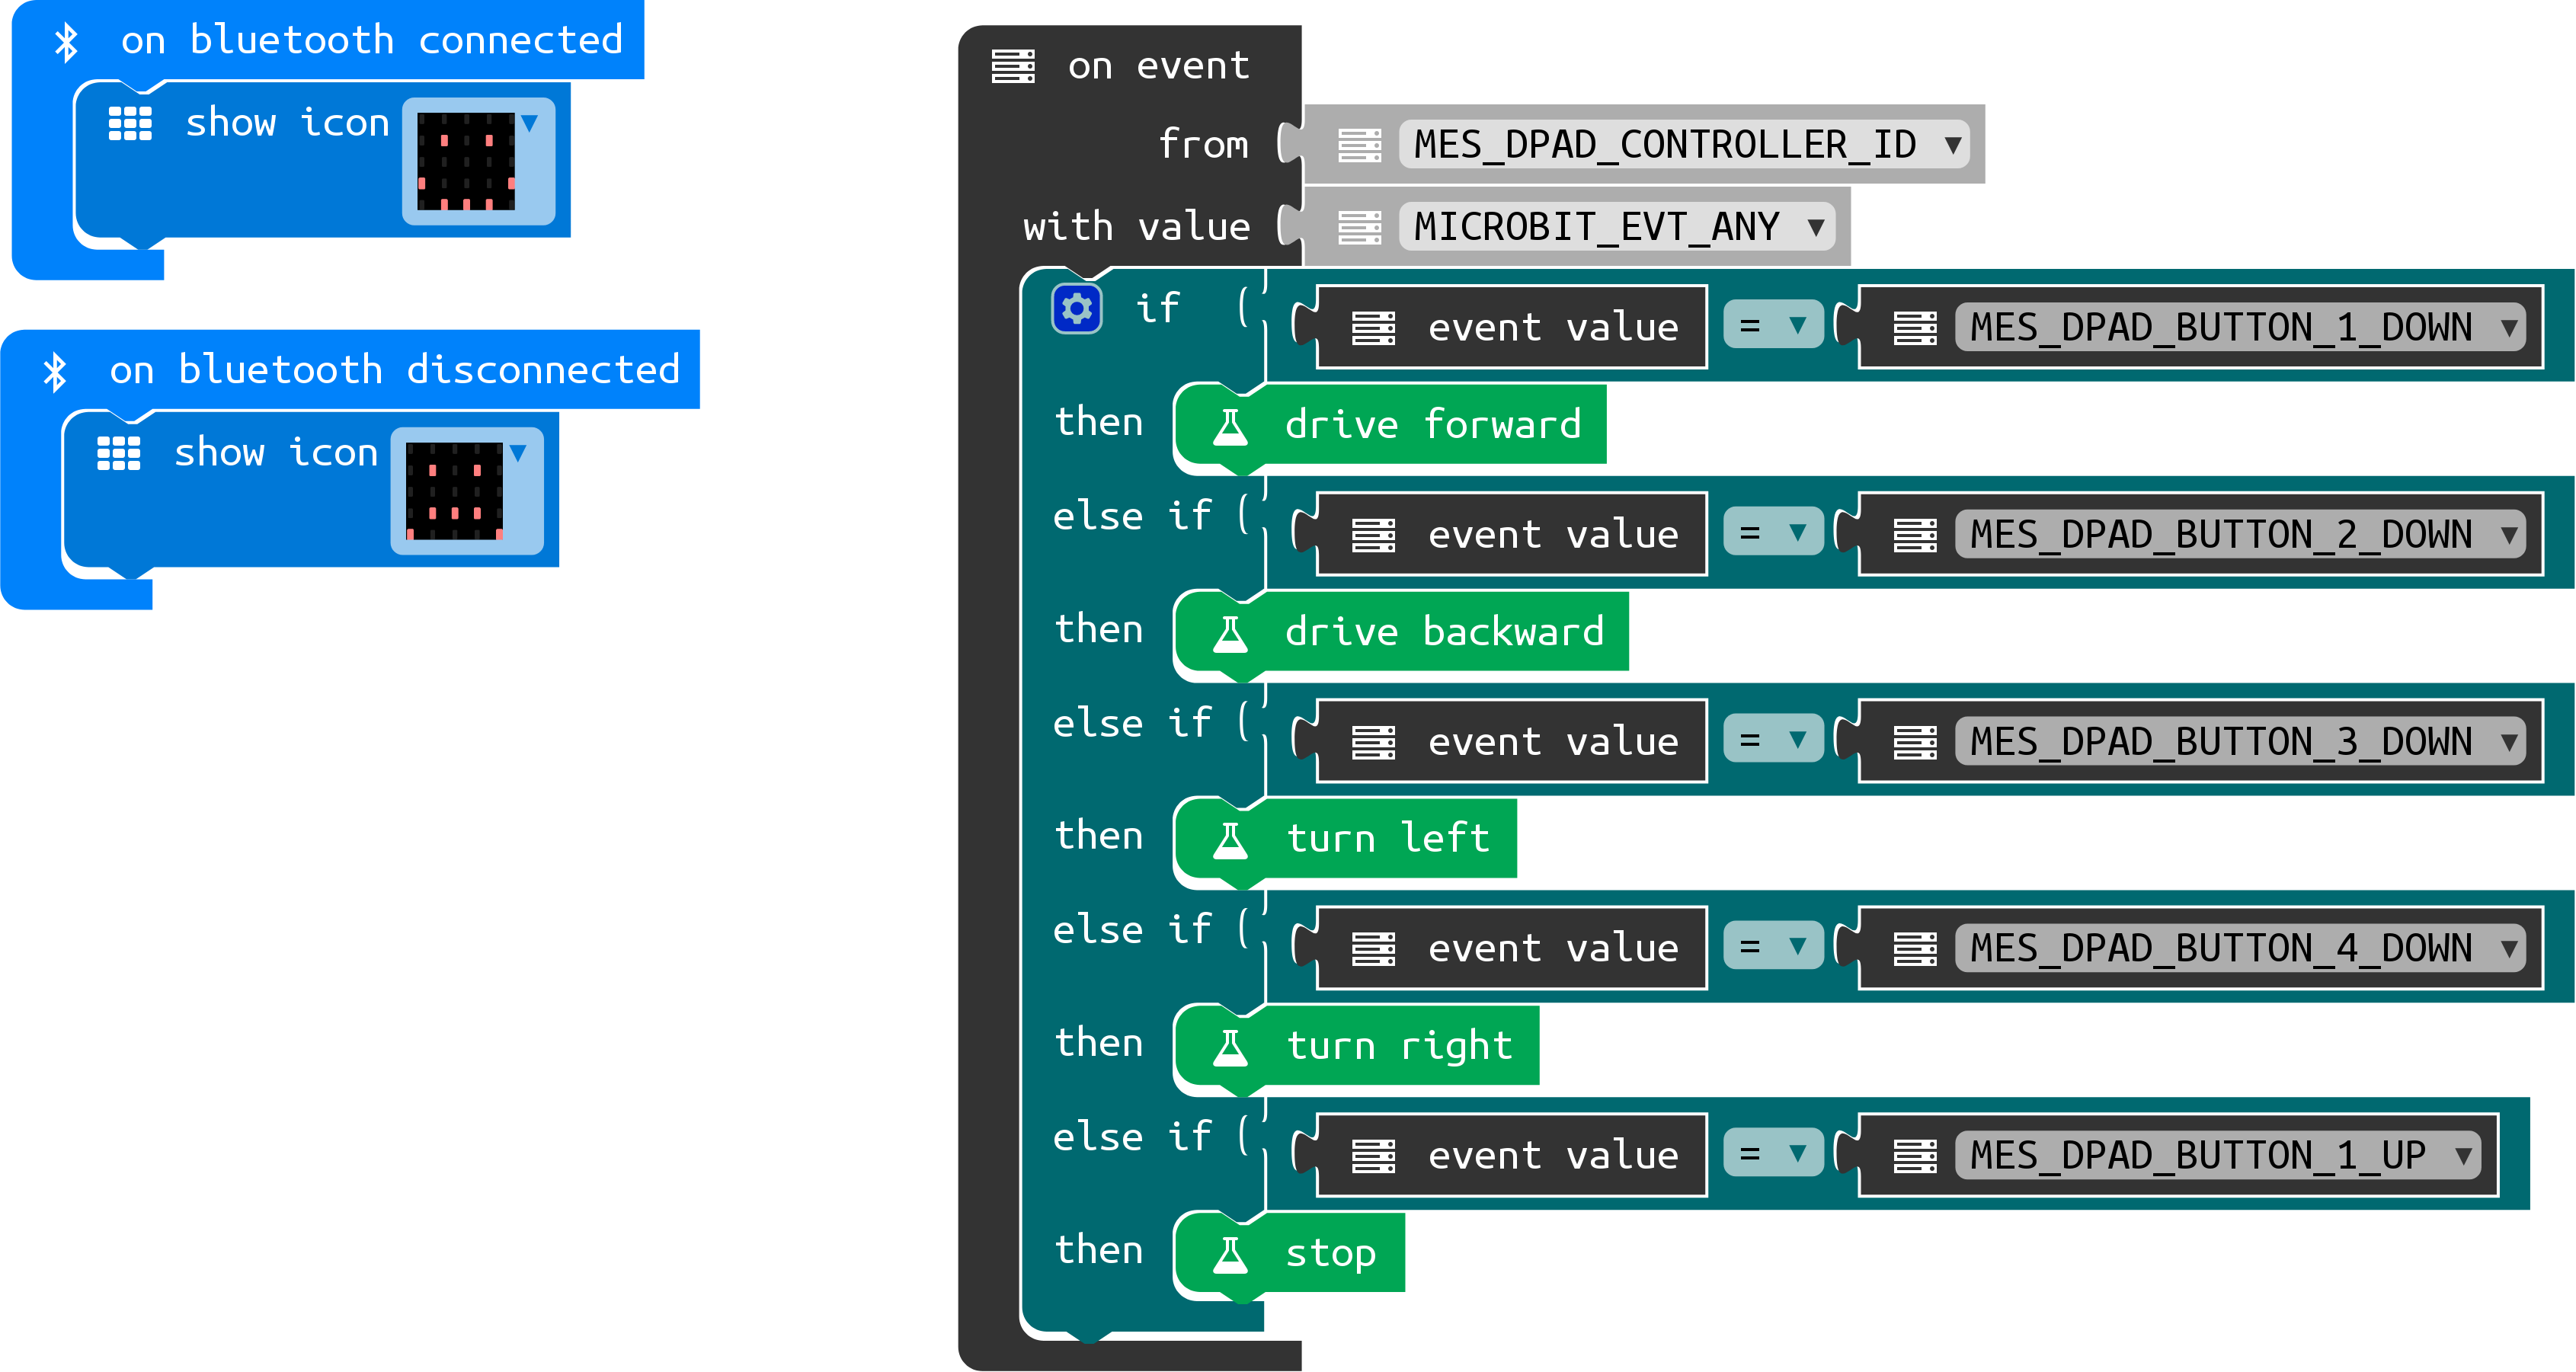 on bluetooth connected
show icon
on bluetooth disconnected
show icon
on event
from MES_DPAD_CONTROLLER_ID
with value MICROBIT_EVT_ANY
if event value = MES_DPAD_BUTTON_1_DOWN
then drive forward
else if event value = MES_DPAD_BUTTON_2_DOWN
then drive backward
else if event value = MES_DPAD_BUTTON_3_DOWN
then turn left
else if event value = MES_DPAD_BUTTON_4_DOWN
then turn right
else if event value = MES_DPAD_BUTTON_1_UP
then stop